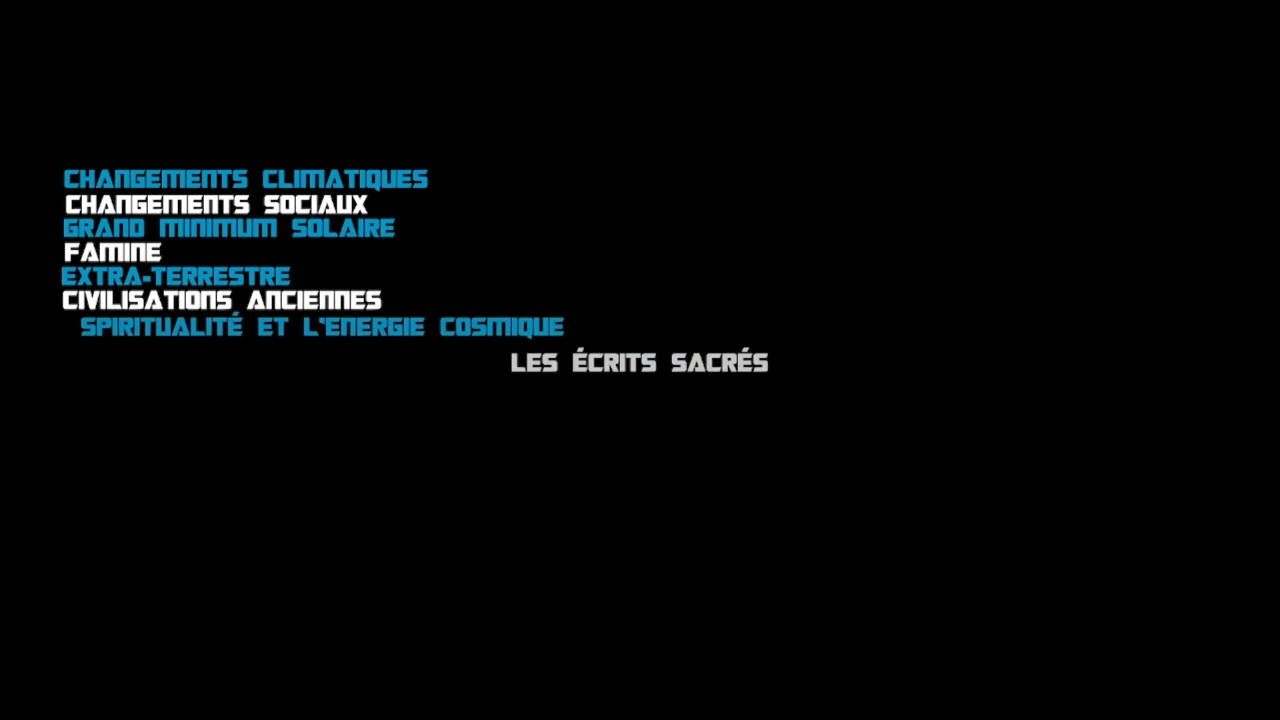 CHANGEMENTS CLIMATIQUES
CHANGEMENTS SOCIAUX
GRAND MINIMUM SOLAIRE
FAMINE
EXTRA-TERRESTRE
CIVILISATIONS ANCIENNES
SPIRITUALITÉ ET L'ENERGIE COSMIQUE
LES ÉCRITS SACRÉS